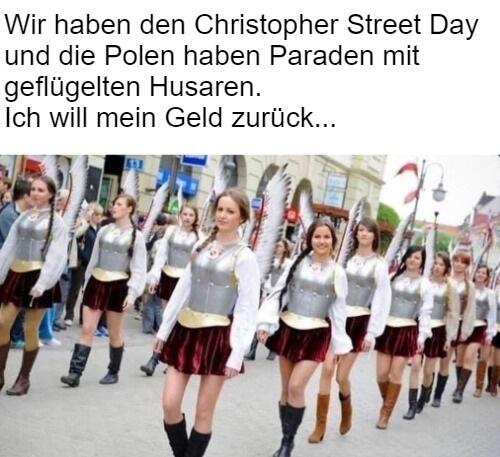 Wir haben den Christopher Street Day
und die Polen haben Paraden mit
geflügelten Husaren.
Ich will mein Geld zurück...